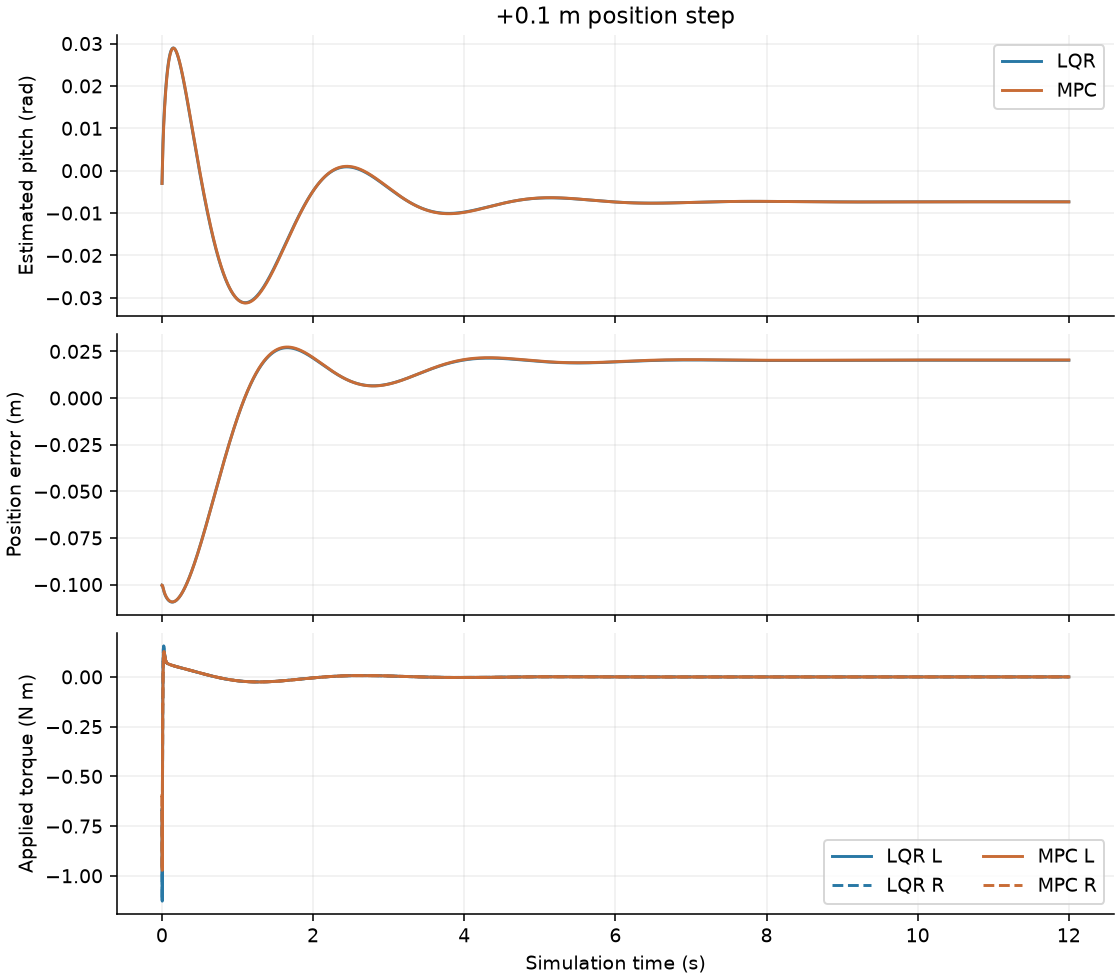 +0.1 m position step
Estimated pitch (rad)
0.03
0.02
0.01
0.00
−0.01
−0.02
−0.03
LQR
MPC
Position error (m)
0.025
0.000
−0.025
−0.050
−0.075
−0.100
Applied torque (N m)
0.00
−0.25
−0.50
−0.75
−1.00
LQR L MPC L
LQR R MPC R
0 2 4 6 8 10 12
Simulation time (s)